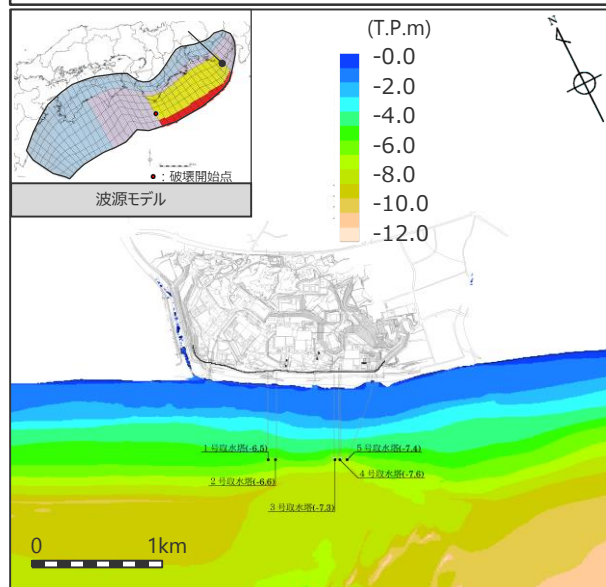 (T.P.m)
-0.0
-2.0
-4.0
-6.0
-8.0
-10.0
-12.0
N
:破壊開始点
波源モデル
1号取水塔(-6.5)
2号取水塔(-6.6)
3号取水塔(-7.3)
4号取水塔(-7.6)
5号取水塔(-7.4)
0 1km